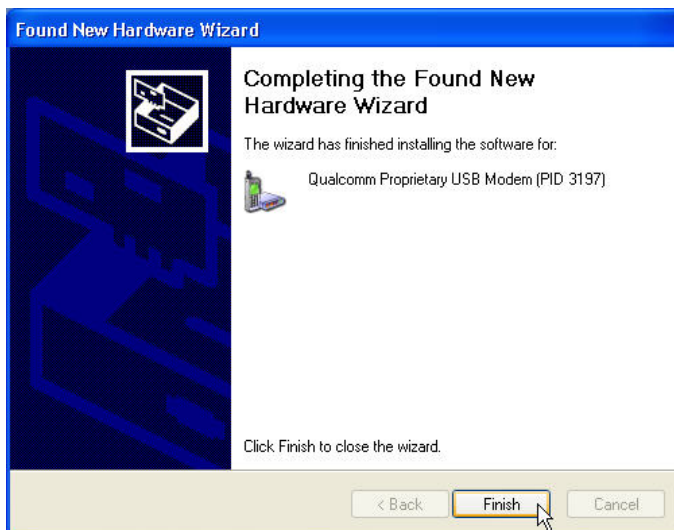 Found New Hardware Wizard
Completing the Found New
Hardware Wizard
The wizard has finished installing the software for:
Qualcomm Proprietary USB Modem (PID 3197)
Click Finish to close the wizard.
< Back Finish Cancel